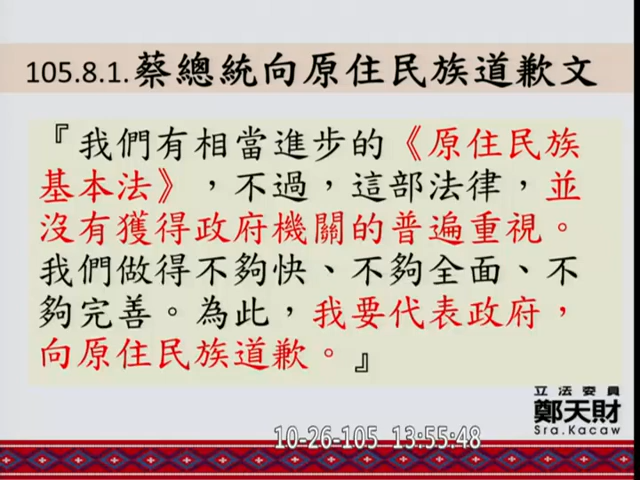 105.8.1.蔡總統向原住民族道歉文
『我們有相當進步的《原住民族
基本法》，不過，這部法律，並
沒有獲得政府機關的普遍重視。
我們做得不夠快、不夠全面、不
夠完善。為此，我要代表政府，
向原住民族道歉。』
立法委員
鄭天財
Sra.Kacaw
10-26-105 13:55:48